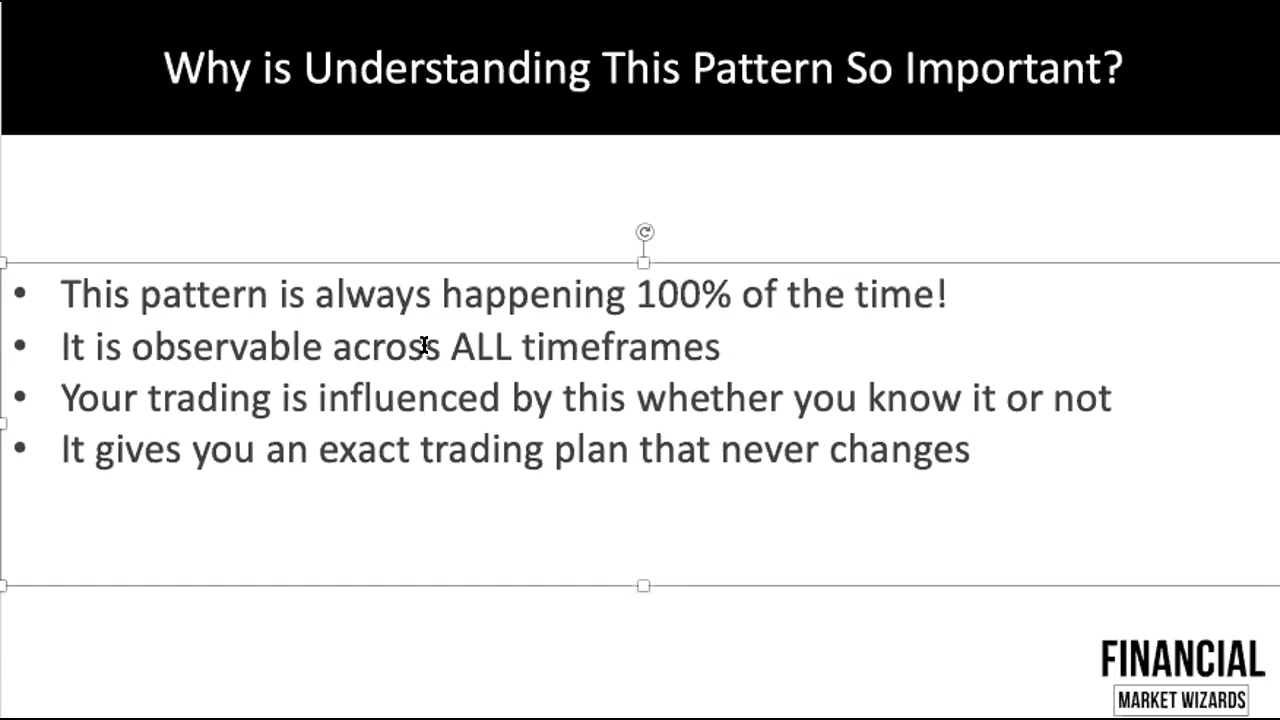 Why is Understanding This Pattern So Important?
• This pattern is always happening 100% of the time!
• It is observable across ALL timeframes
• Your trading is influenced by this whether you know it or not
• It gives you an exact trading plan that never changes
FINANCIAL
MARKET WIZARDS